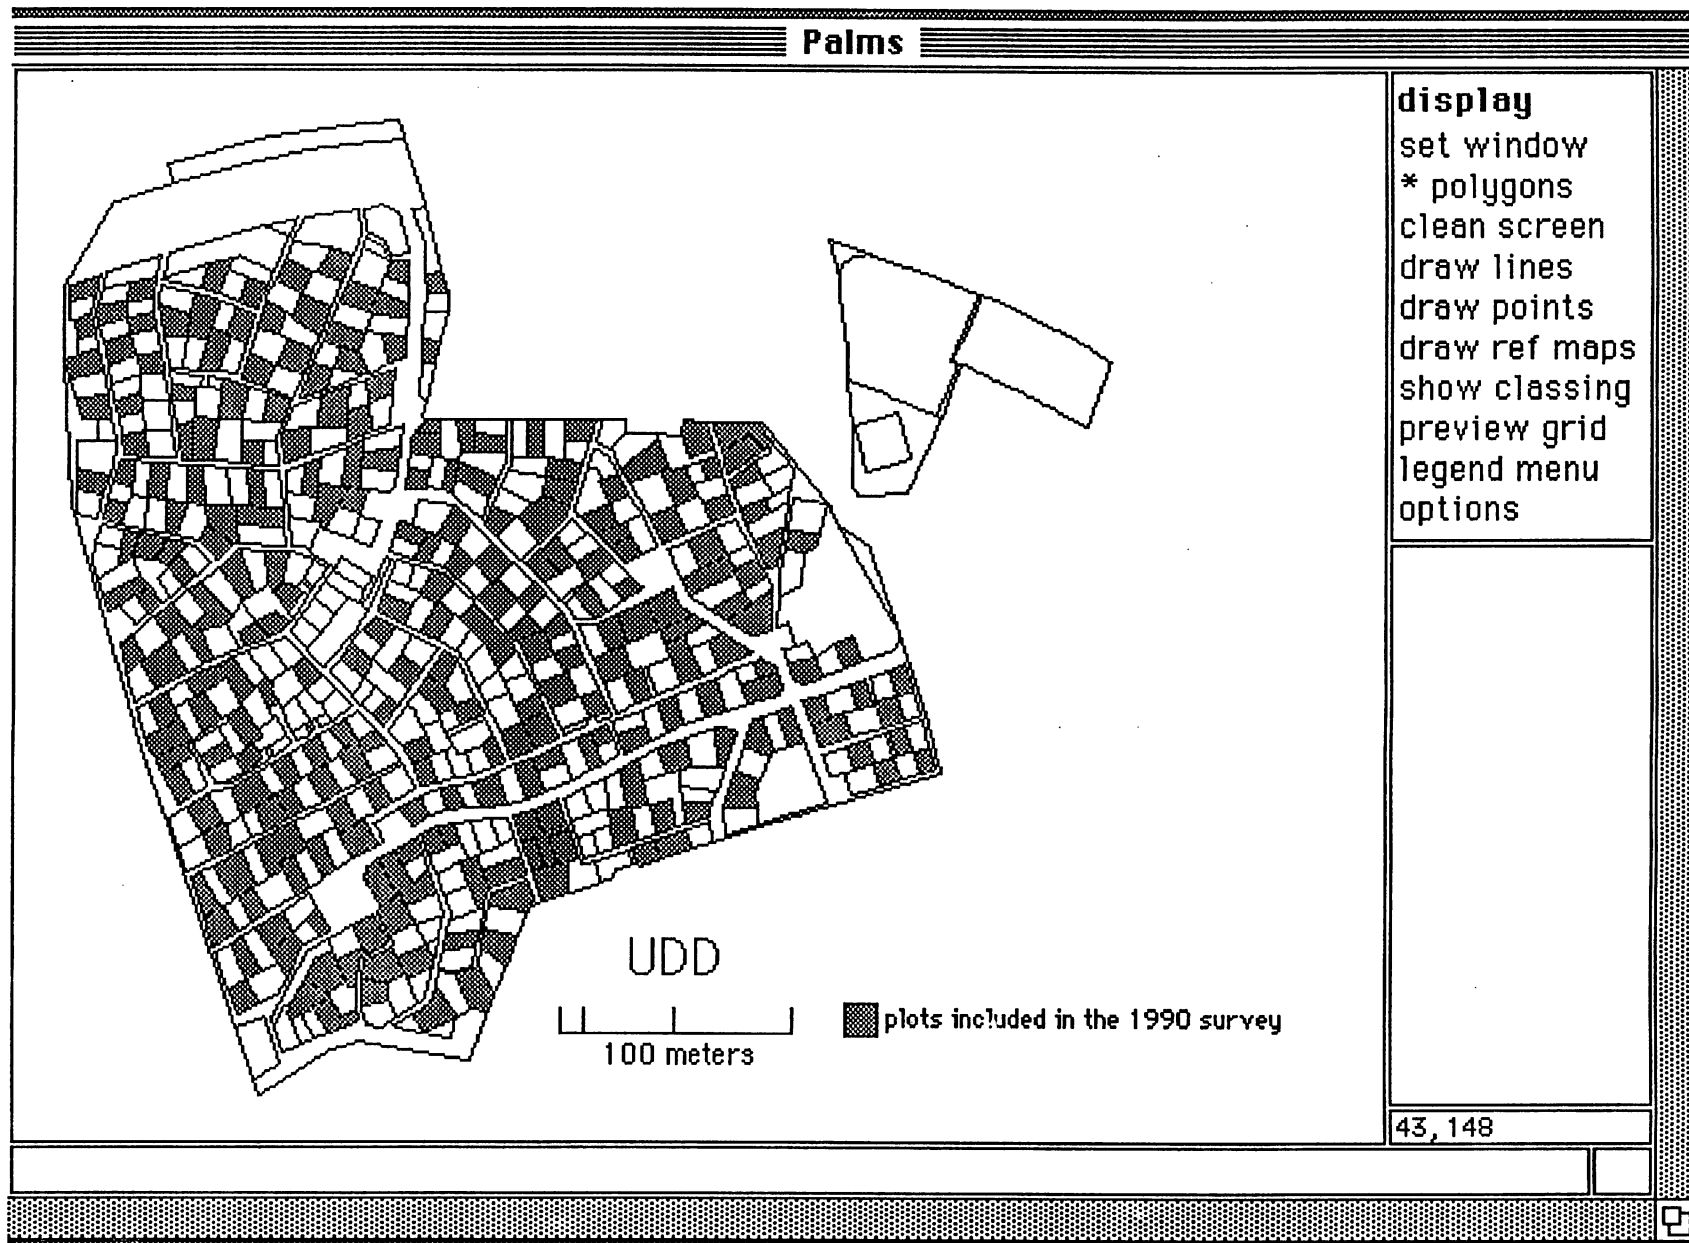 Palms
display
set window
* polygons
clean screen
draw lines
draw points
draw ref maps
show classing
preview grid
legend menu
options
UDD
100 meters
plots included in the 1990 survey
43,148